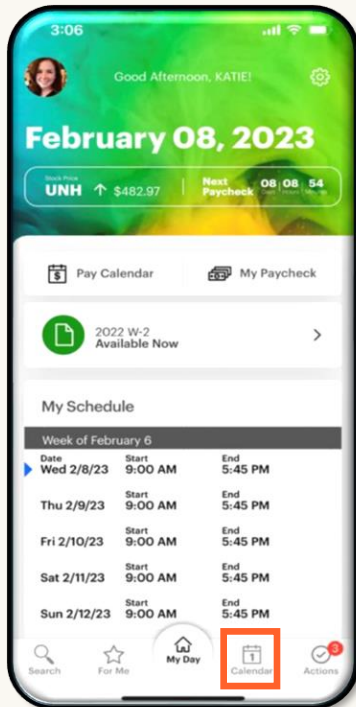 3:06
Good Afternoon, KATIE!
February 08, 2023
Stock Price
UNH ↑ $482.97
Next Paycheck
08 08 54
Days Hours Minutes
Pay Calendar
My Paycheck
2022 W-2
Available Now
My Schedule
Week of February 6
Date Start End
Wed 2/8/23 9:00 AM 5:45 PM
Start End
Thu 2/9/23 9:00 AM 5:45 PM
Start End
Fri 2/10/23 9:00 AM 5:45 PM
Start End
Sat 2/11/23 9:00 AM 5:45 PM
Start End
Sun 2/12/23 9:00 AM 5:45 PM
1 3
Search For Me My Day Calendar Actions